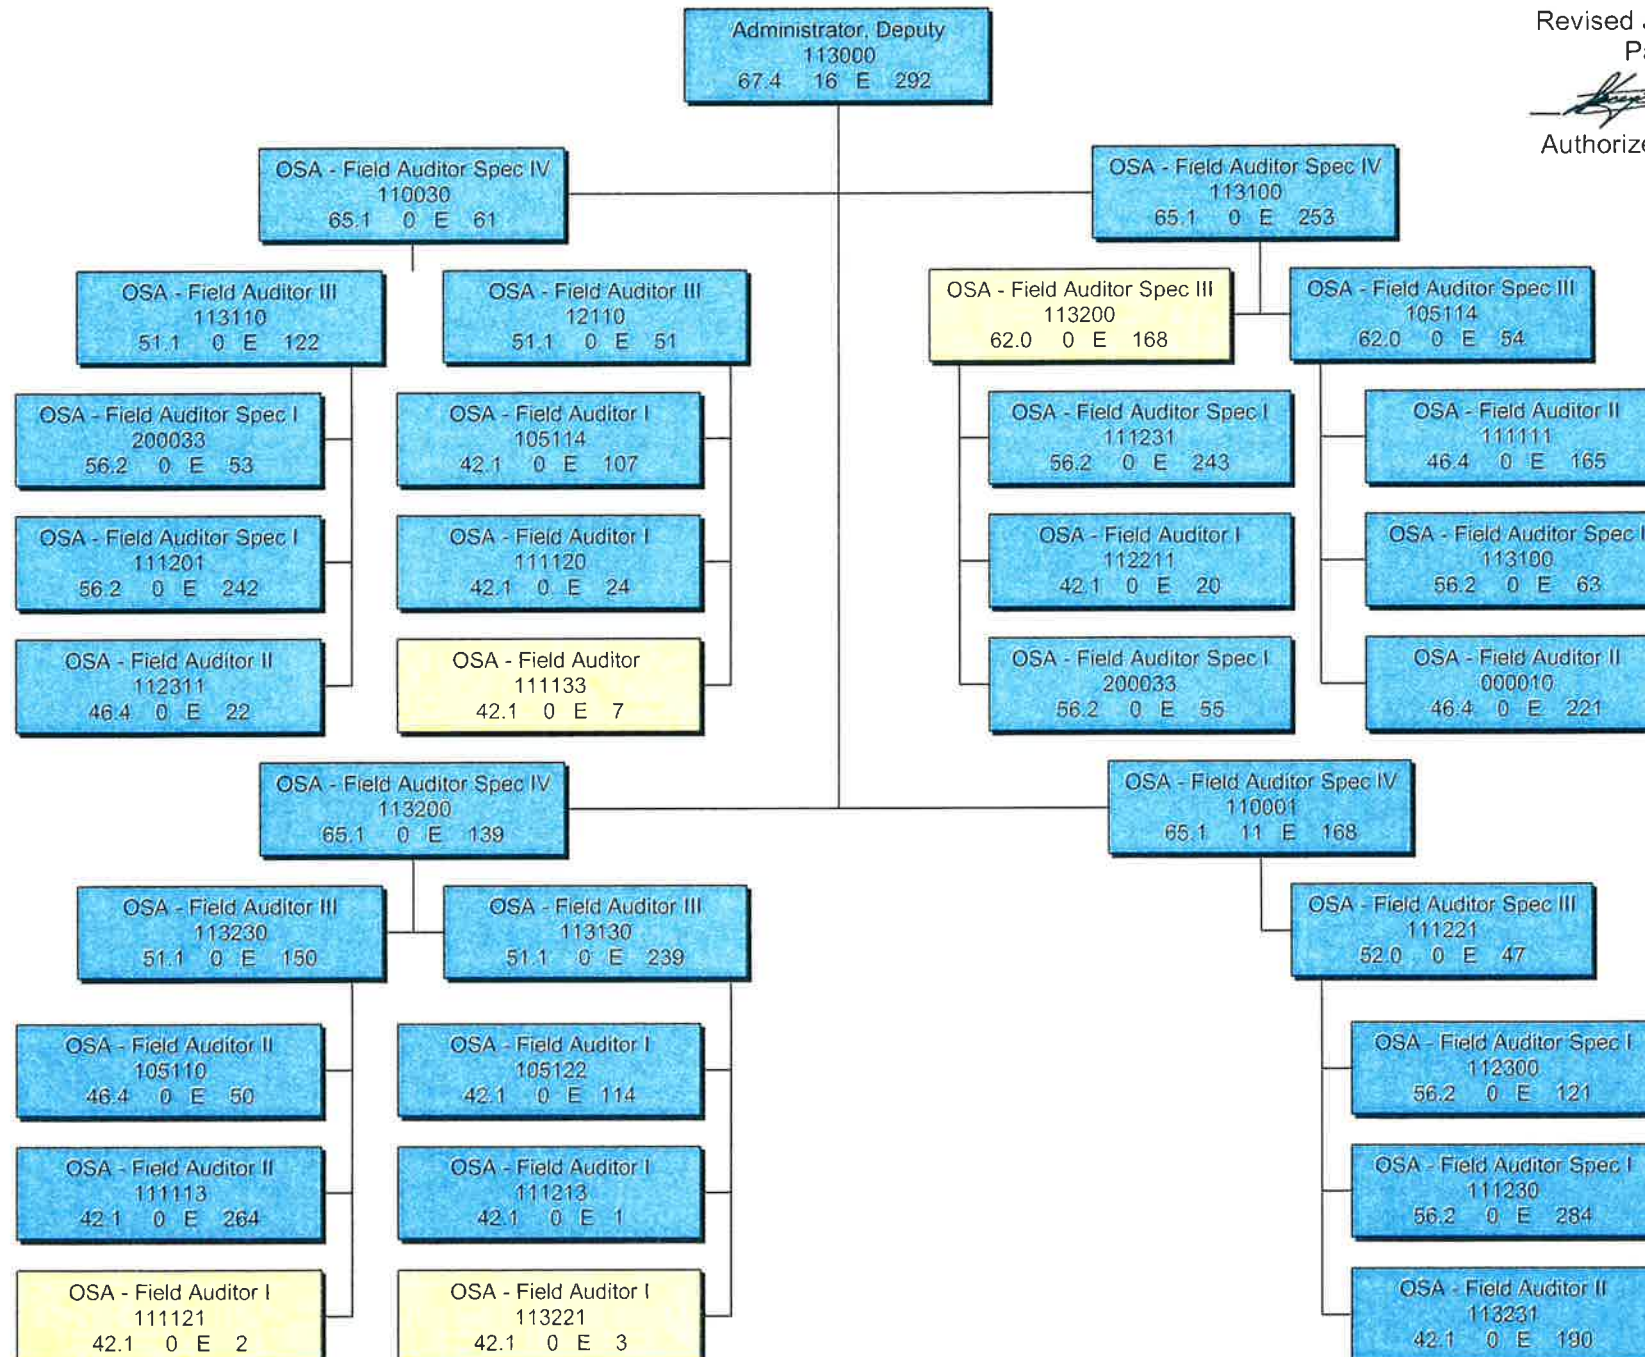 Administrator, Deputy
113000
67.4 16 E 292
Revised
Authorize
OSA - Field Auditor Spec IV
110030
65.1 0 E 61
OSA - Field Auditor Spec IV
113100
65.1 0 E 253
OSA - Field Auditor III
113110
51.1 0 E 122
OSA - Field Auditor III
12110
51.1 0 E 51
OSA - Field Auditor Spec III
113200
62.0 0 E 168
OSA - Field Auditor Spec III
105114
62.0 0 E 54
OSA - Field Auditor Spec I
200033
56.2 0 E 53
OSA - Field Auditor I
105114
42.1 0 E 107
OSA - Field Auditor Spec I
111231
56.2 0 E 243
OSA - Field Auditor II
111111
46.4 0 E 165
OSA - Field Auditor Spec I
111201
56.2 0 E 242
OSA - Field Auditor I
111120
42.1 0 E 24
OSA - Field Auditor I
112211
42.1 0 E 20
OSA - Field Auditor Spec I
113100
56.2 0 E 63
OSA - Field Auditor II
112311
46.4 0 E 22
OSA - Field Auditor
111133
42.1 0 E 7
OSA - Field Auditor Spec I
200033
56.2 0 E 55
OSA - Field Auditor II
000010
46.4 0 E 221
OSA - Field Auditor Spec IV
113200
65.1 0 E 139
OSA - Field Auditor Spec IV
110001
65.1 11 E 168
OSA - Field Auditor III
113230
51.1 0 E 150
OSA - Field Auditor III
113130
51.1 0 E 239
OSA - Field Auditor Spec III
111221
52.0 0 E 47
OSA - Field Auditor II
105110
46.4 0 E 50
OSA - Field Auditor I
105122
42.1 0 E 114
OSA - Field Auditor Spec I
112300
56.2 0 E 121
OSA - Field Auditor II
111113
42.1 0 E 264
OSA - Field Auditor I
111213
42.1 0 E 1
OSA - Field Auditor Spec I
111230
56.2 0 E 284
OSA - Field Auditor I
111121
42.1 0 E 2
OSA - Field Auditor I
113221
42.1 0 E 3
OSA - Field Auditor II
113231
42.1 0 E 190